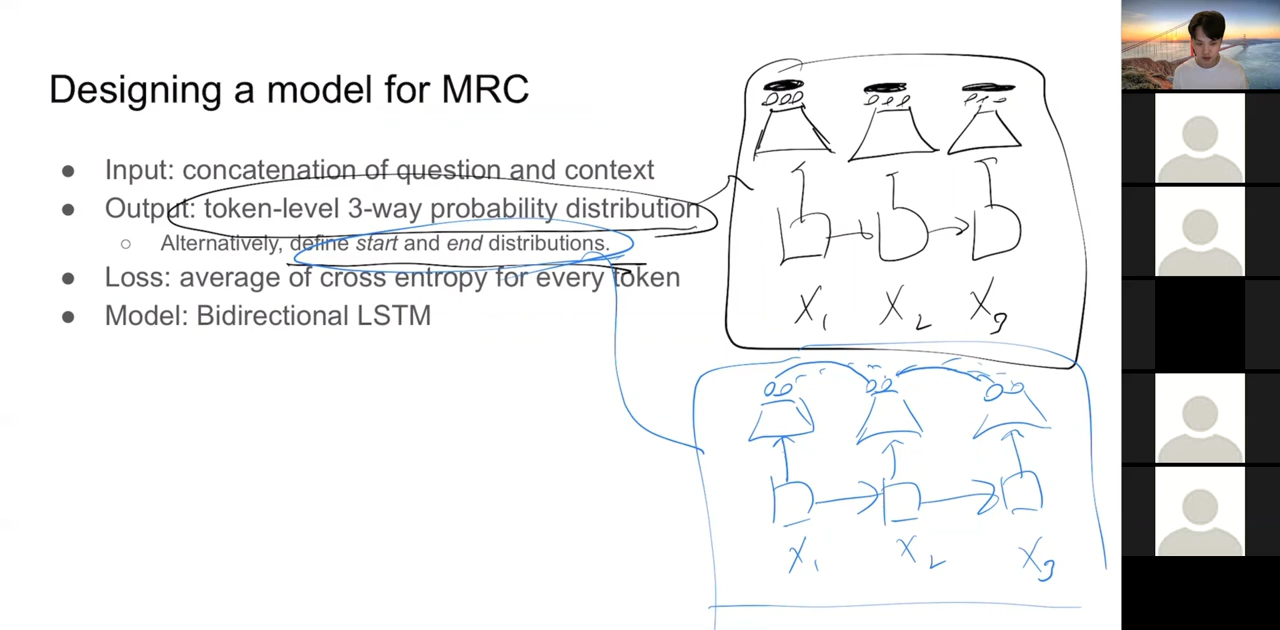 Designing a model for MRC
● Input: concatenation of question and context
● Output: token-level 3-way probability distribution
○ Alternatively, define start and end distributions.
● Loss: average of cross entropy for every token
● Model: Bidirectional LSTM
X1 X2 X3
X1 X2 X3